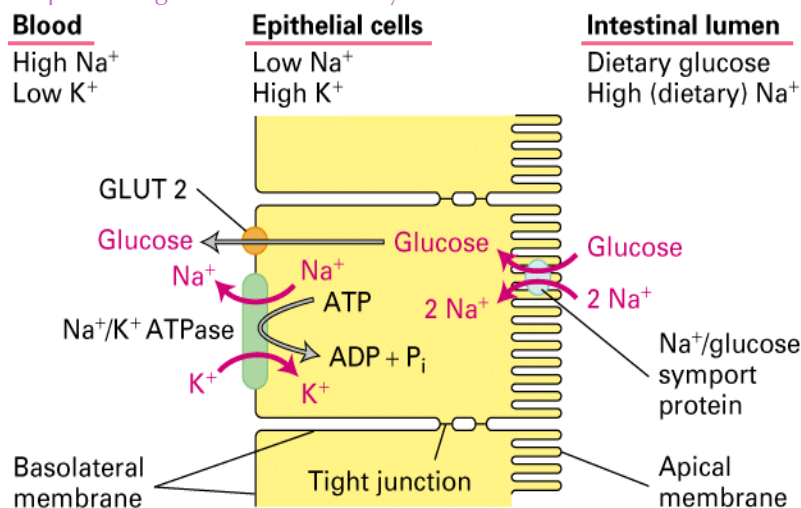 Blood
High Na⁺
Low K⁺
Epithelial cells
Low Na⁺
High K⁺
Intestinal lumen
Dietary glucose
High (dietary) Na⁺
GLUT 2
Glucose
Glucose
Glucose
Na⁺
Na⁺
ATP
2 Na⁺
2 Na⁺
Na⁺/K⁺ ATPase
ADP + Pᵢ
K⁺
K⁺
Na⁺/glucose
symport
protein
Basolateral
membrane
Tight junction
Apical
membrane